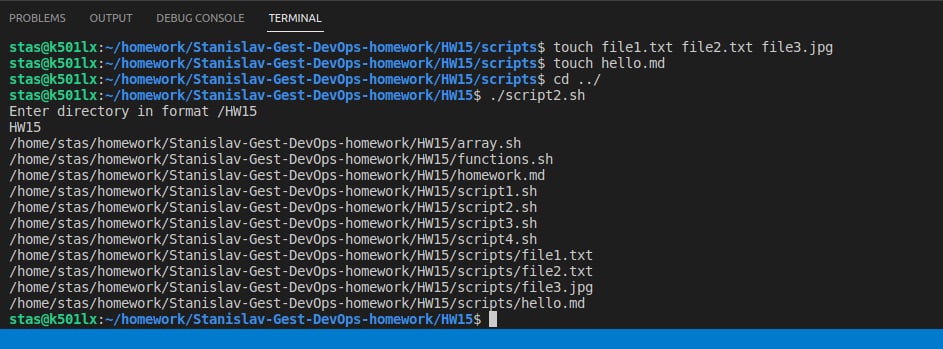 PROBLEMS OUTPUT DEBUG CONSOLE TERMINAL
stas@k501lx:~/homework/Stanislav-Gest-DevOps-homework/HW15/scripts$ touch file1.txt file2.txt file3.jpg
stas@k501lx:~/homework/Stanislav-Gest-DevOps-homework/HW15/scripts$ touch hello.md
stas@k501lx:~/homework/Stanislav-Gest-DevOps-homework/HW15/scripts$ cd ../
stas@k501lx:~/homework/Stanislav-Gest-DevOps-homework/HW15$ ./script2.sh
Enter directory in format /HW15
HW15
/home/stas/homework/Stanislav-Gest-DevOps-homework/HW15/array.sh
/home/stas/homework/Stanislav-Gest-DevOps-homework/HW15/functions.sh
/home/stas/homework/Stanislav-Gest-DevOps-homework/HW15/homework.md
/home/stas/homework/Stanislav-Gest-DevOps-homework/HW15/script1.sh
/home/stas/homework/Stanislav-Gest-DevOps-homework/HW15/script2.sh
/home/stas/homework/Stanislav-Gest-DevOps-homework/HW15/script3.sh
/home/stas/homework/Stanislav-Gest-DevOps-homework/HW15/script4.sh
/home/stas/homework/Stanislav-Gest-DevOps-homework/HW15/scripts/file1.txt
/home/stas/homework/Stanislav-Gest-DevOps-homework/HW15/scripts/file2.txt
/home/stas/homework/Stanislav-Gest-DevOps-homework/HW15/scripts/file3.jpg
/home/stas/homework/Stanislav-Gest-DevOps-homework/HW15/scripts/hello.md
stas@k501lx:~/homework/Stanislav-Gest-DevOps-homework/HW15$